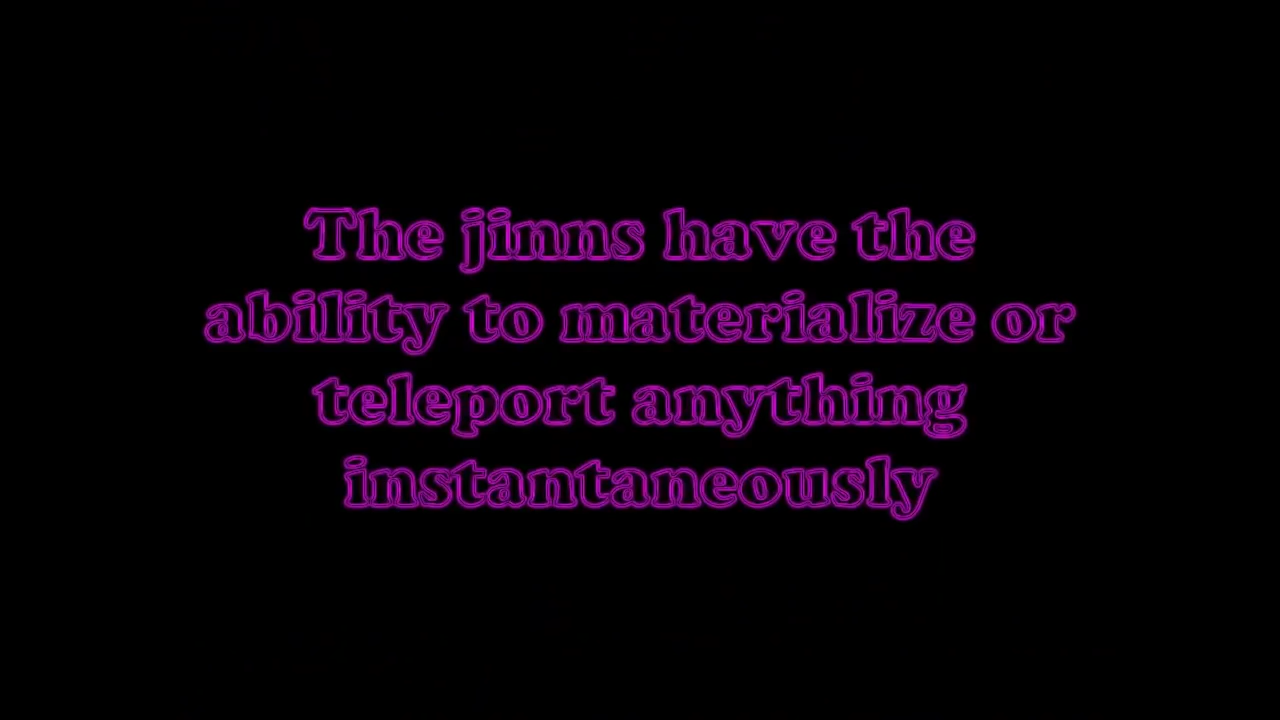 The jinns have the
ability to materialize or
teleport anything
instantaneously